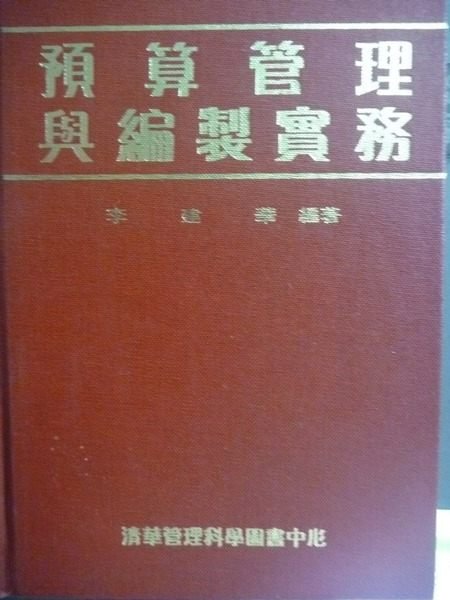 預算管理
與編製實務
李建華 編著
清華管理科學圖書中心